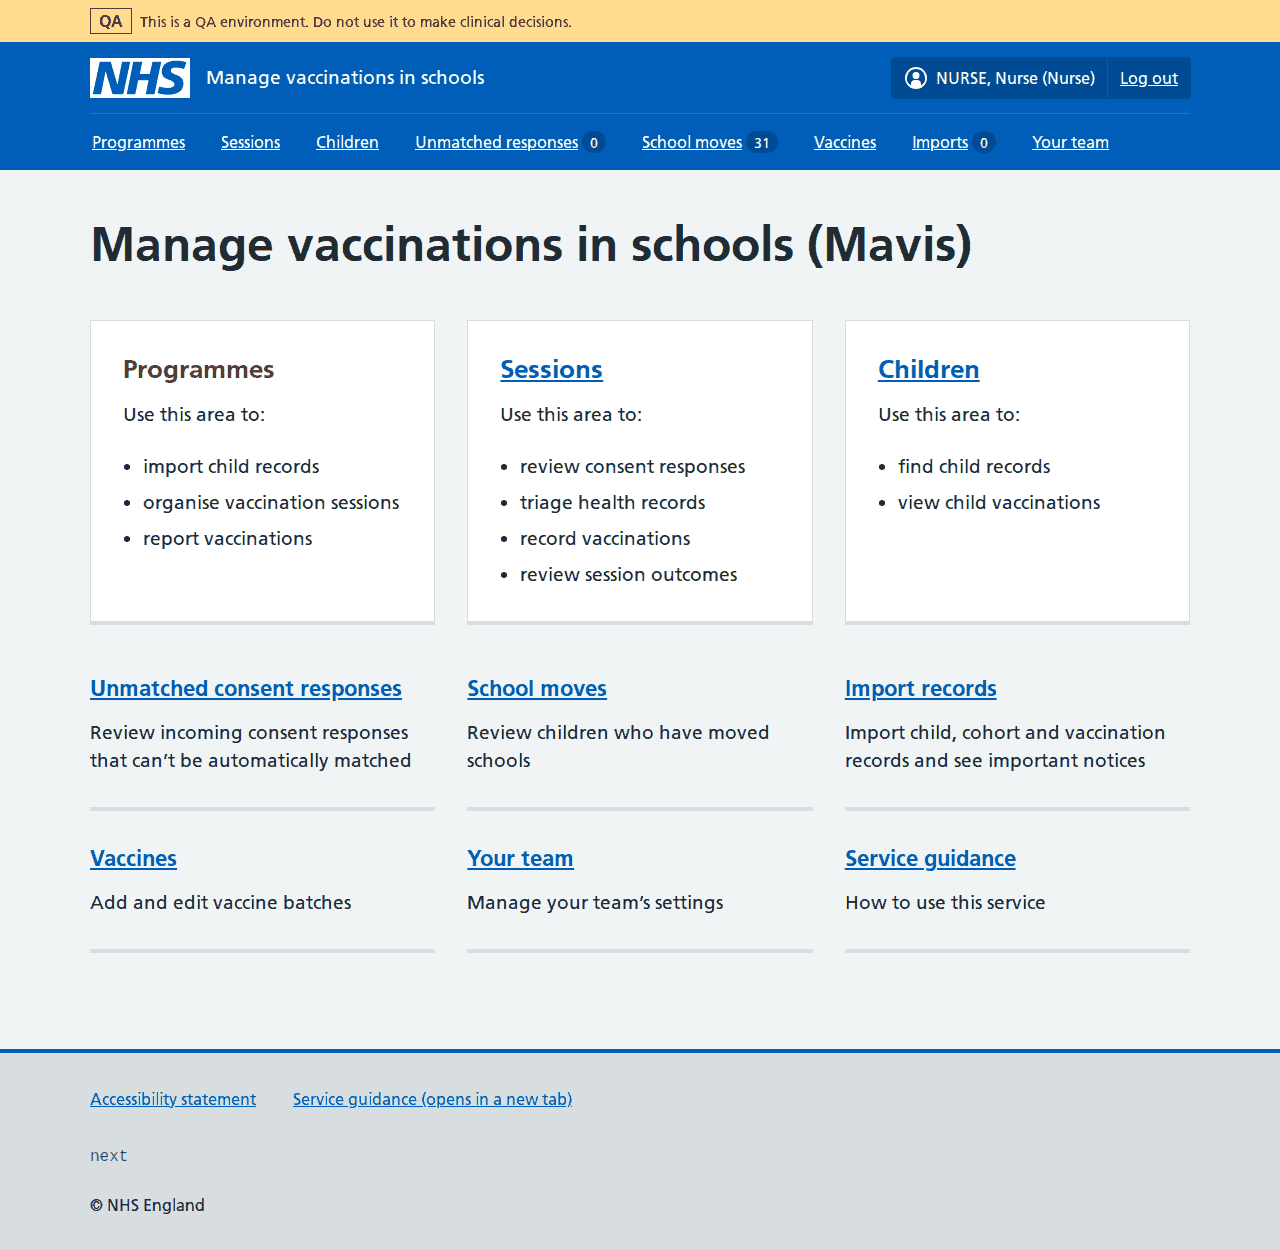 QA This is a QA environment. Do not use it to make clinical decisions.
NHS Manage vaccinations in schools NURSE, Nurse (Nurse) Log out
Programmes Sessions Children Unmatched responses 0 School moves 31 Vaccines Imports 0 Your team
Manage vaccinations in schools (Mavis)
Programmes
Use this area to:
• import child records
• organise vaccination sessions
• report vaccinations
Sessions
Use this area to:
• review consent responses
• triage health records
• record vaccinations
• review session outcomes
Children
Use this area to:
• find child records
• view child vaccinations
Unmatched consent responses
Review incoming consent responses
that can’t be automatically matched
School moves
Review children who have moved
schools
Import records
Import child, cohort and vaccination
records and see important notices
Vaccines
Add and edit vaccine batches
Your team
Manage your team’s settings
Service guidance
How to use this service
Accessibility statement Service guidance (opens in a new tab)
next
© NHS England